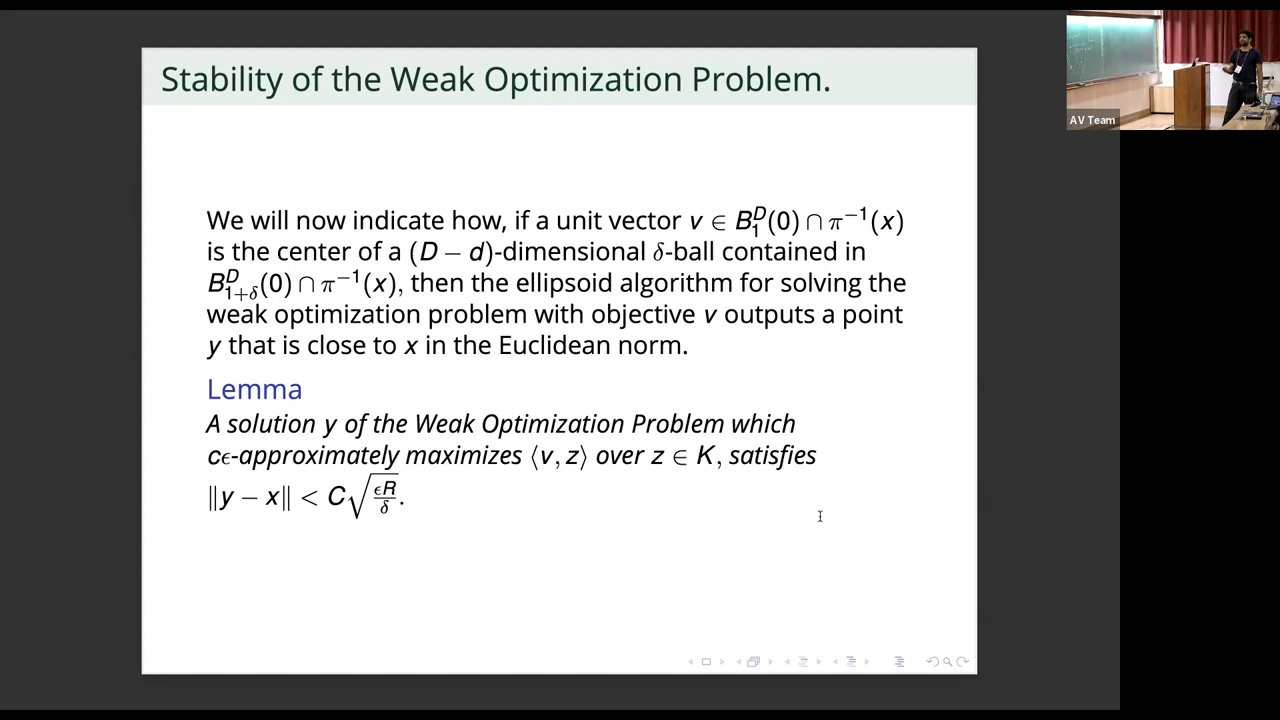 Stability of the Weak Optimization Problem.
We will now indicate how, if a unit vector v ∈ B₁ᴰ(0) ∩ π⁻¹(x)
is the center of a (D − d)-dimensional δ-ball contained in
B₁₊δᴰ(0) ∩ π⁻¹(x), then the ellipsoid algorithm for solving the
weak optimization problem with objective v outputs a point
y that is close to x in the Euclidean norm.
Lemma
A solution y of the Weak Optimization Problem which
cϵ-approximately maximizes ⟨v, z⟩ over z ∈ K, satisfies
‖y − x‖ < C√(ϵR/δ).
AV Team